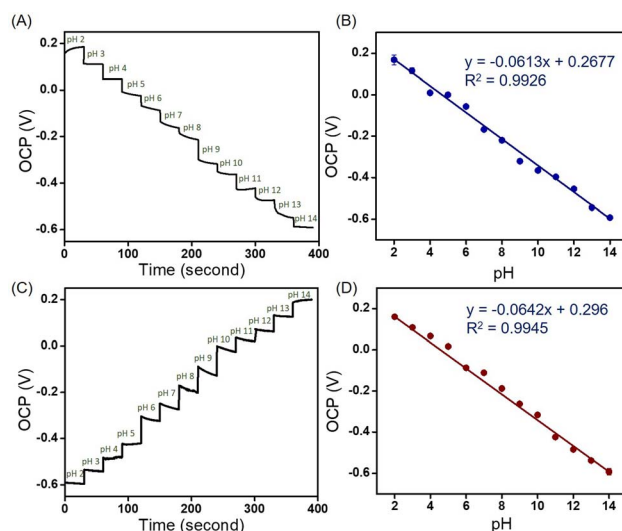 (A)
0.2
0.0
-0.2
-0.4
-0.6
OCP (V)
pH 2
pH 3
pH 4
pH 5
pH 6
pH 7
pH 8
pH 9
pH 10
pH 11
pH 12
pH 13
pH 14
0 100 200 300 400
Time (second)
(B)
y = -0.0613x + 0.2677
R² = 0.9926
0.2
0.0
-0.2
-0.4
-0.6
OCP (V)
2 4 6 8 10 12 14
pH
(C)
0.2
0.0
-0.2
-0.4
-0.6
OCP (V)
pH 14
pH 13
pH 12
pH 11
pH 10
pH 9
pH 8
pH 7
pH 6
pH 5
pH 4
pH 3
pH 2
0 100 200 300 400
Time (second)
(D)
y = -0.0642x + 0.296
R² = 0.9945
0.2
0.0
-0.2
-0.4
-0.6
OCP (V)
2 4 6 8 10 12 14
pH